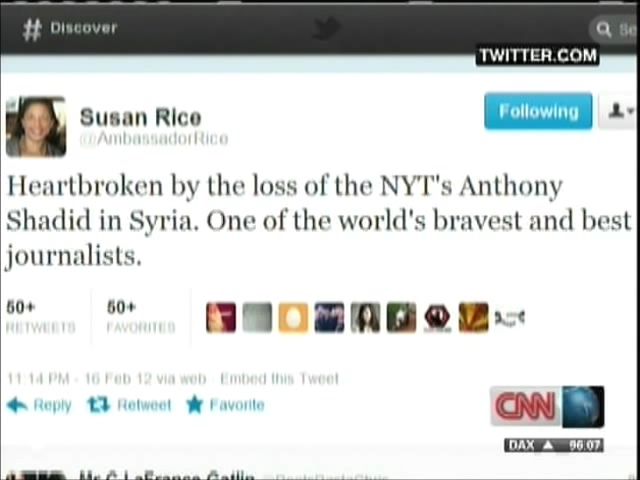 # Discover
TWITTER.COM
Susan Rice
@AmbassadorRice
Following
Heartbroken by the loss of the NYT's Anthony
Shadid in Syria. One of the world's bravest and best
journalists.
50+
RETWEETS
50+
FAVORITES
11:14 PM - 16 Feb 12 via web · Embed this Tweet
Reply Retweet Favorite
CNN
DAX ▲ 96.07